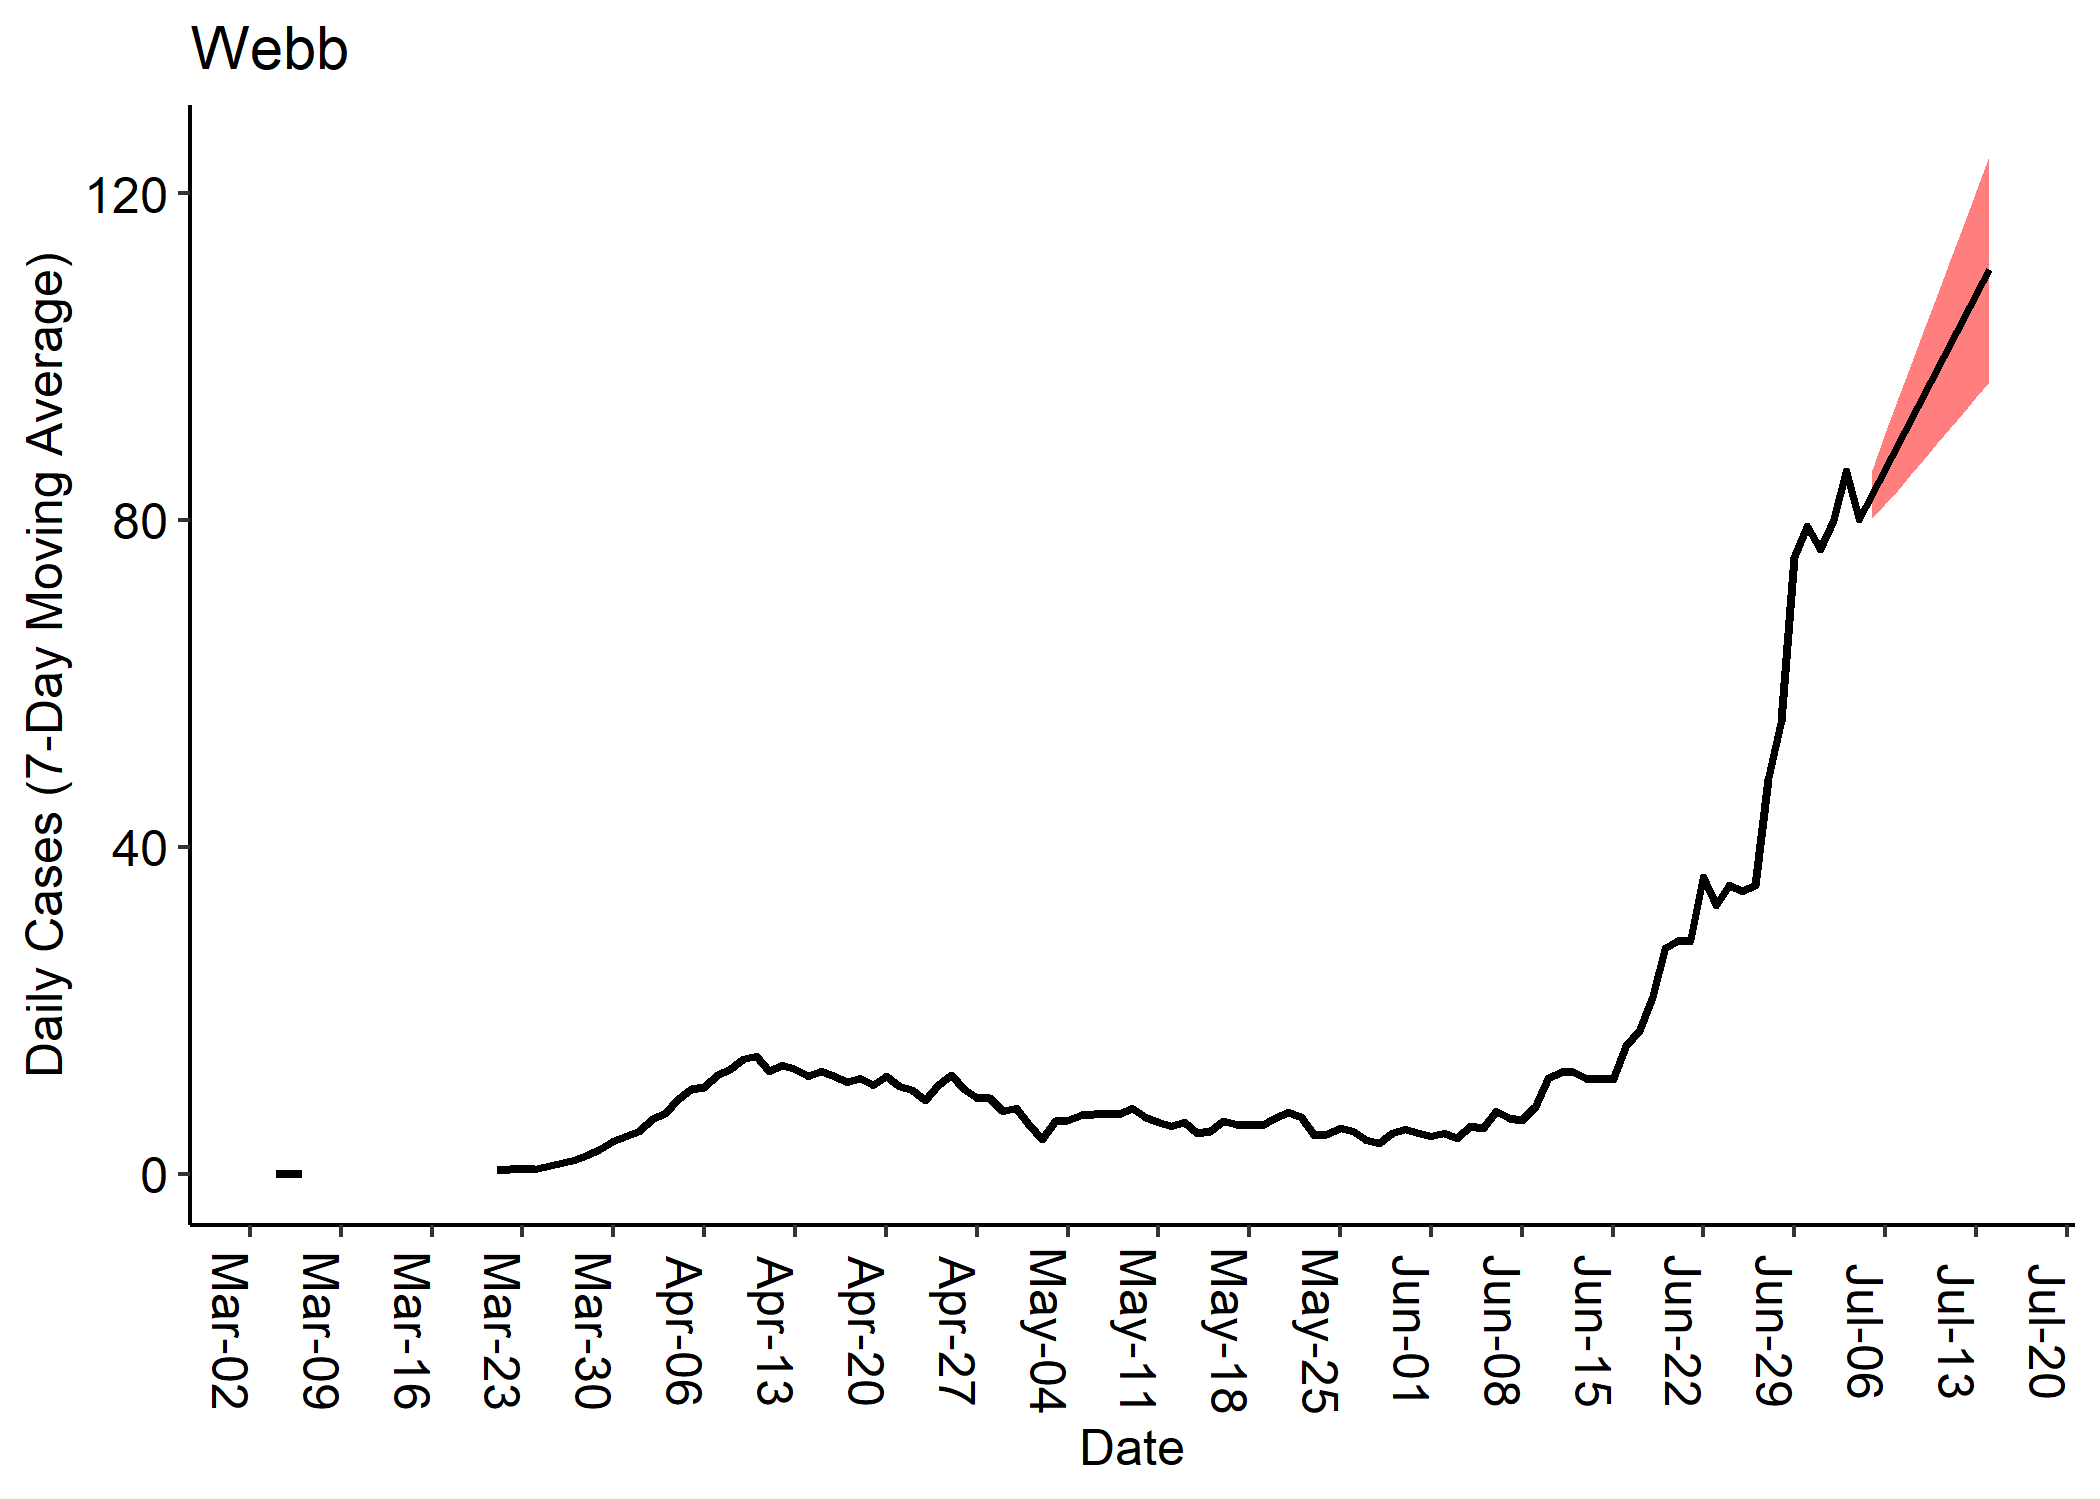 Webb
Daily Cases (7-Day Moving Average)
120
80
40
0
Mar-02
Mar-09
Mar-16
Mar-23
Mar-30
Apr-06
Apr-13
Apr-20
Apr-27
May-04
May-11
May-18
May-25
Jun-01
Jun-08
Jun-15
Jun-22
Jun-29
Jul-06
Jul-13
Jul-20
Date